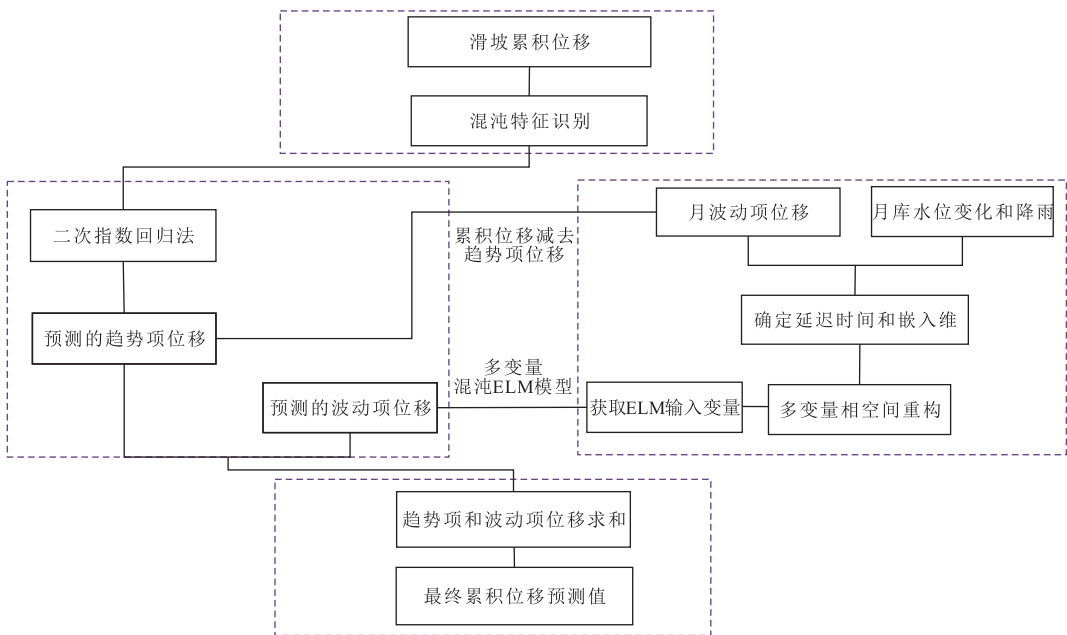 滑坡累积位移
混沌特征识别
二次指数回归法
累积位移减去
趋势项位移
月波动项位移
月库水位变化和降雨
确定延迟时间和嵌入维
预测的趋势项位移
多变量
混沌ELM模型
预测的波动项位移
获取ELM输入变量
多变量相空间重构
趋势项和波动项位移求和
最终累积位移预测值